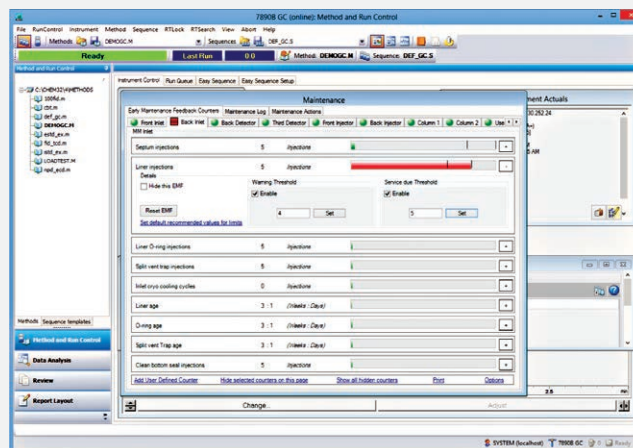 7890B GC (online): Method and Run Control
File RunControl Instrument Method Sequence RTLock RTSearch View Abort Help
Methods DEMOGC.M Sequences DEF_GC.S
Ready Last Run 0.0 Method: DEMOGC.M Sequence: DEF_GC.S
Method and Run Control
Instrument Control Run Queue Easy Sequence Easy Sequence Setup
C:\CHEM32\4\METHODS
def_gc.m
DEMOGC.M
estd_ex.m
fid_tcd.m
LOADTEST.M
npd_ecd.m
Maintenance
Early Maintenance Feedback Counters Maintenance Log Maintenance Actions
Front Inlet Back Inlet Back Detector Third Detector Front Injector Back Injector Column 1 Column 2
MM Inlet
Septum injections 5 Injections
Liner injections 5 Injections
Details
Hide this EMF
Reset EMF
Set default recommended values for limits
Warning Threshold
Enable
4 Set
Service due Threshold
Enable
5 Set
Liner O-ring injections 5 Injections
Split vent trap injections 5 Injections
Inlet cryo cooling cycles 0 Injections
Liner age 3 : 1 (Weeks : Days)
O-ring age 3 : 1 (Weeks : Days)
Split vent Trap age 3 : 1 (Weeks : Days)
Clean bottom seal injections 5 Injections
Add User Defined Counter Hide selected counters on this page Show all hidden counters Print Options
ment Actuals
Methods Sequence templates
Method and Run Control
Data Analysis
Review
Report Layout
2.5
Change... Adjust
SYSTEM (localhost) 7890B GC 0 Ready